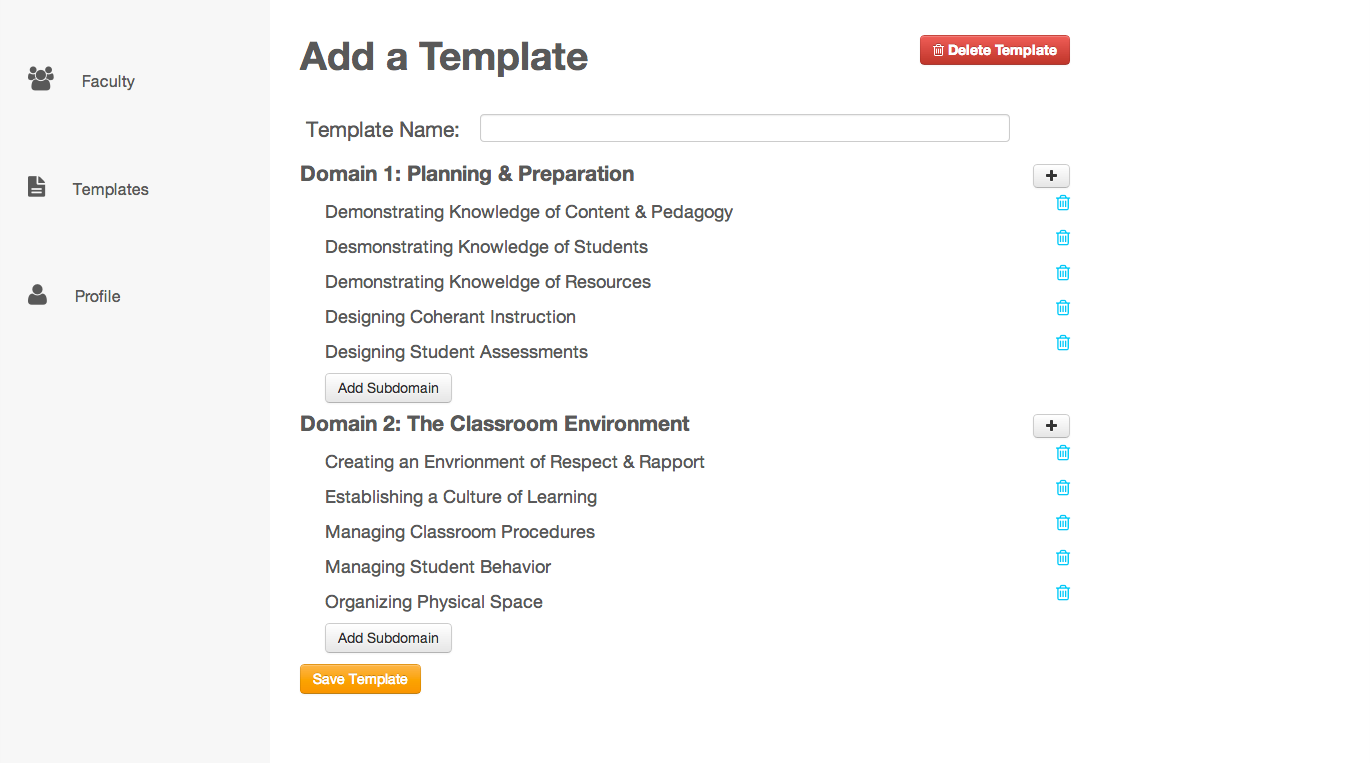 Faculty
Templates
Profile
Add a Template
Delete Template
Template Name:
Domain 1: Planning & Preparation
Demonstrating Knowledge of Content & Pedagogy
Desmonstrating Knowledge of Students
Demonstrating Knoweldge of Resources
Designing Coherant Instruction
Designing Student Assessments
Add Subdomain
Domain 2: The Classroom Environment
Creating an Envrionment of Respect & Rapport
Establishing a Culture of Learning
Managing Classroom Procedures
Managing Student Behavior
Organizing Physical Space
Add Subdomain
Save Template